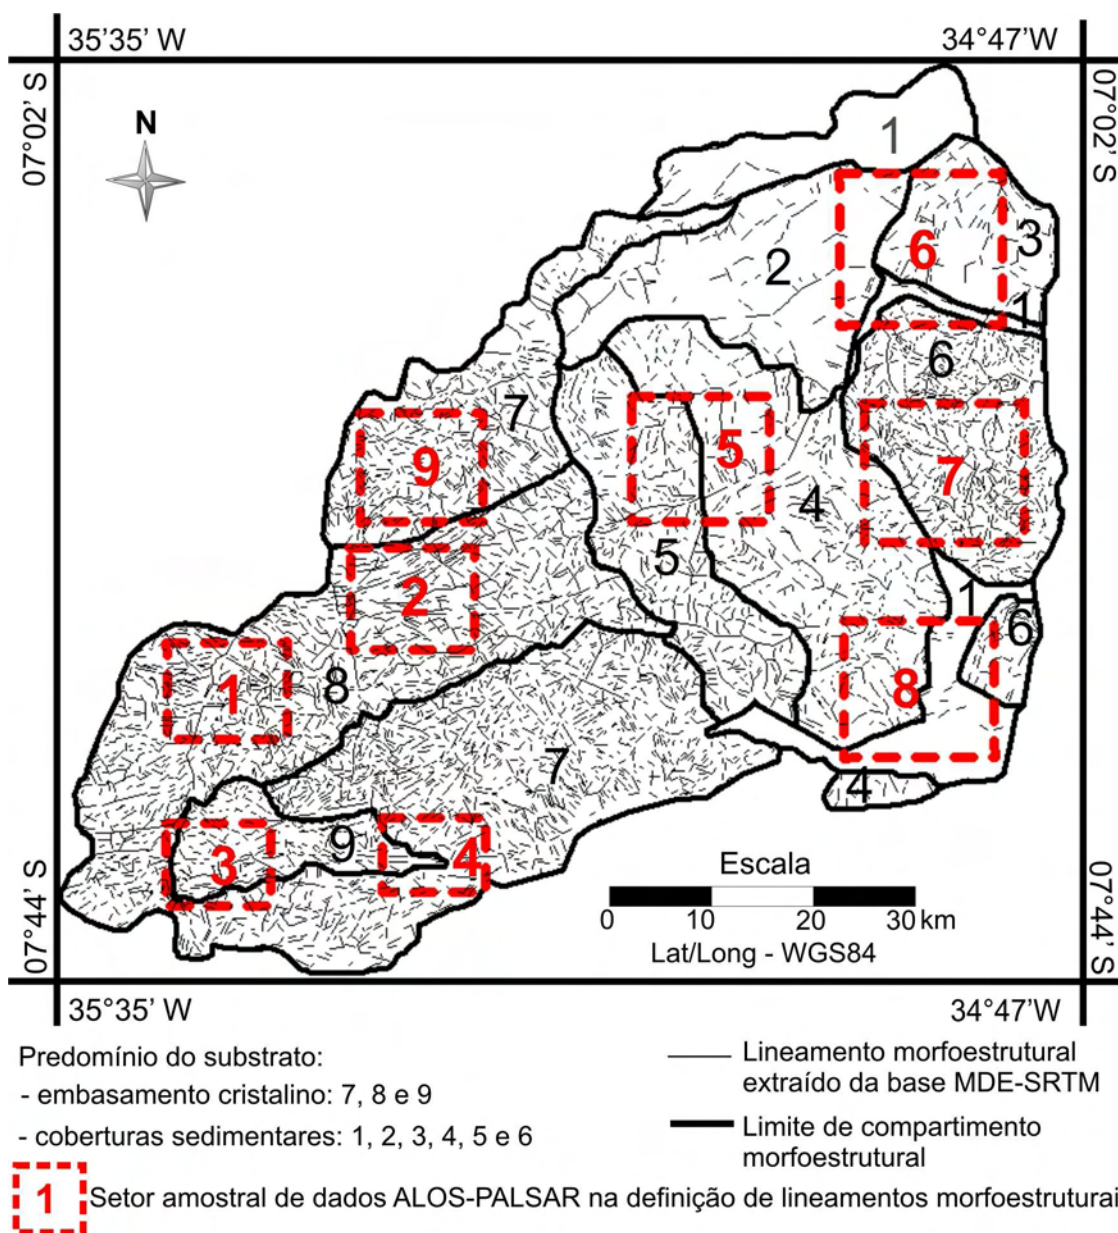 35'35' W
34°47'W
07°02' S
07°02' S
N
1
2
6
3
1
6
7
9
5
7
4
5
2
1
6
8
1
8
7
4
3
9
4
Escala
0 10 20 30 km
Lat/Long - WGS84
07°44' S
07°44' S
35°35' W
34°47'W
Predomínio do substrato:
- embasamento cristalino: 7, 8 e 9
- coberturas sedimentares: 1, 2, 3, 4, 5 e 6
Lineamento morfoestrutural
extraído da base MDE-SRTM
Limite de compartimento
morfoestrutural
1 Setor amostral de dados ALOS-PALSAR na definição de lineamentos morfoestruturai